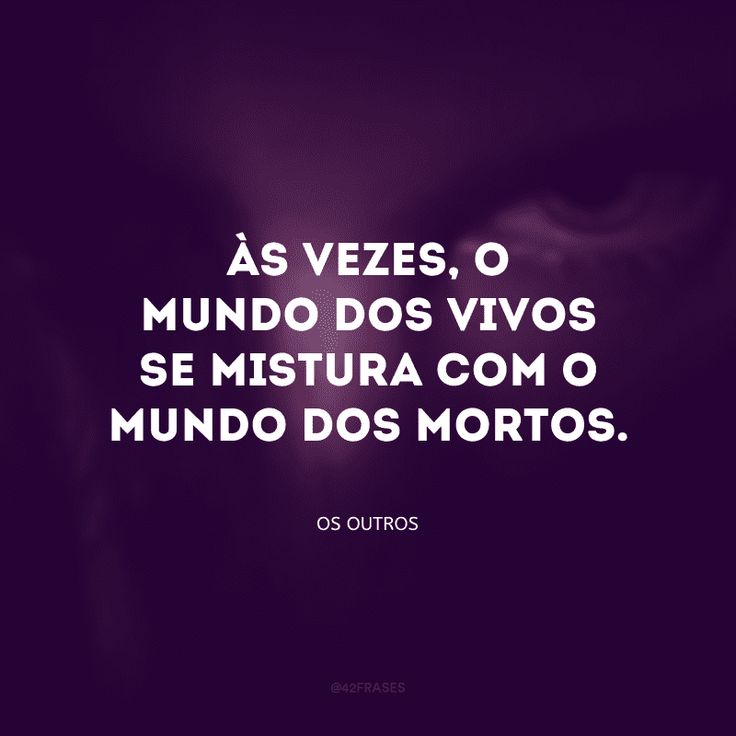 ÀS VEZES, O
MUNDO DOS VIVOS
SE MISTURA COM O
MUNDO DOS MORTOS.
OS OUTROS
@42FRASES